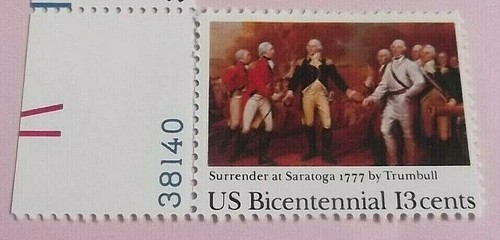 38140
Surrender at Saratoga 1777 by Trumbull
US Bicentennial 13cents